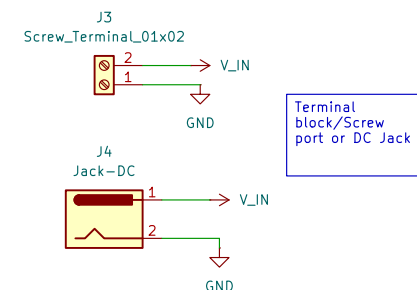 J3
Screw_Terminal_01x02
2
V_IN
1
GND
Terminal
block/Screw
port or DC Jack
J4
Jack-DC
1
V_IN
2
GND